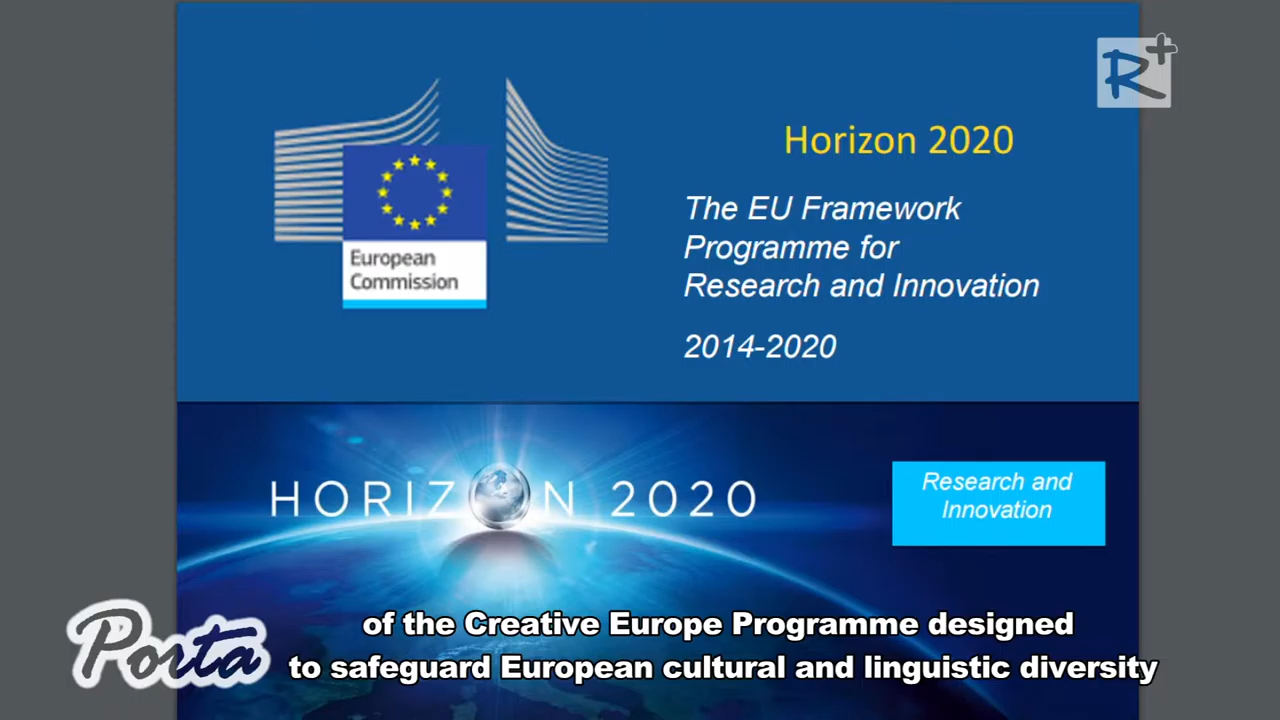 R+
Horizon 2020
The EU Framework
Programme for
Research and Innovation
2014-2020
European
Commission
HORIZON 2020
Research and
Innovation
of the Creative Europe Programme designed
to safeguard European cultural and linguistic diversity
Porta